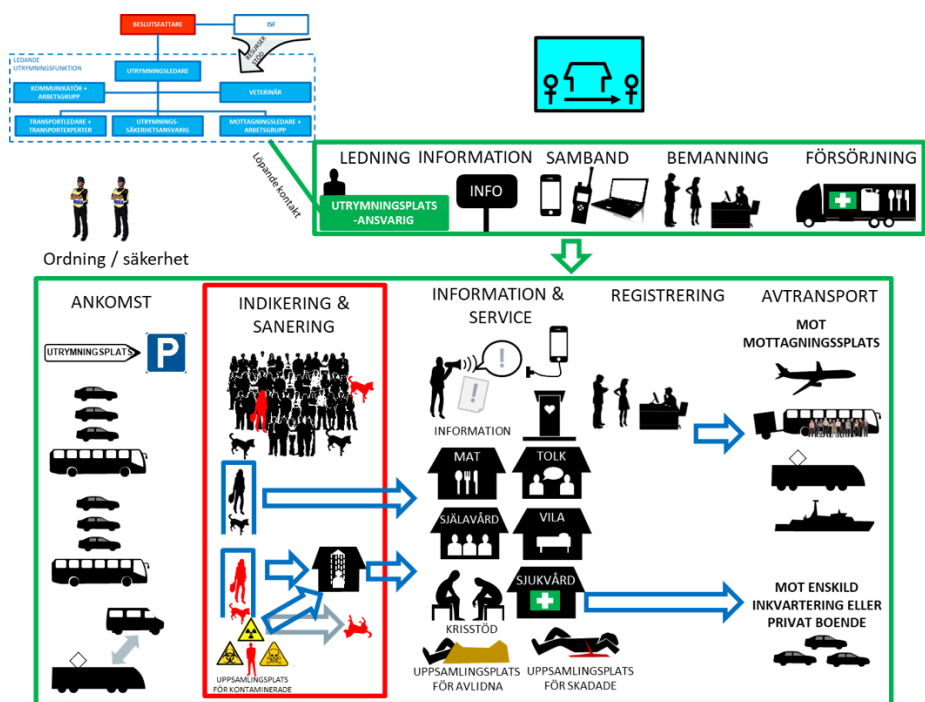 BESLUTSFATTARE
ISF
RESURSER
STÖD
LEDANDE
UTRYMNINGSFUNKTION
UTRYMNINGSLEDARE
KOMMUNIKATÖR +
ARBETSGRUPP
VETERINÄR
TRANSPORTLEDARE +
TRANSPORTEXPERTER
UTRYMNINGS-
SÄKERHETSANSVARIG
MOTTAGNINGSLEDARE +
ARBETSGRUPP
Löpande kontakt
LEDNING
INFORMATION
SAMBAND
BEMANNING
FÖRSÖRJNING
UTRYMNINGSPLATS
-ANSVARIG
INFO
Ordning / säkerhet
ANKOMST
INDIKERING &
SANERING
INFORMATION &
SERVICE
REGISTRERING
AVTRANSPORT
MOT
MOTTAGNINGSSPLATS
UTRYMNINGSPLATS
P
!
!
INFORMATION
MAT
TOLK
SJÄLAVÅRD
VILA
SJUKVÅRD
KRISSTÖD
MOT ENSKILD
INKVARTERING ELLER
PRIVAT BOENDE
UPPSAMLINGSPLATS
FÖR KONTAMINERADE
UPPSAMLINGSPLATS
FÖR AVLIDNA
UPPSAMLINGSPLATS
FÖR SKADADE